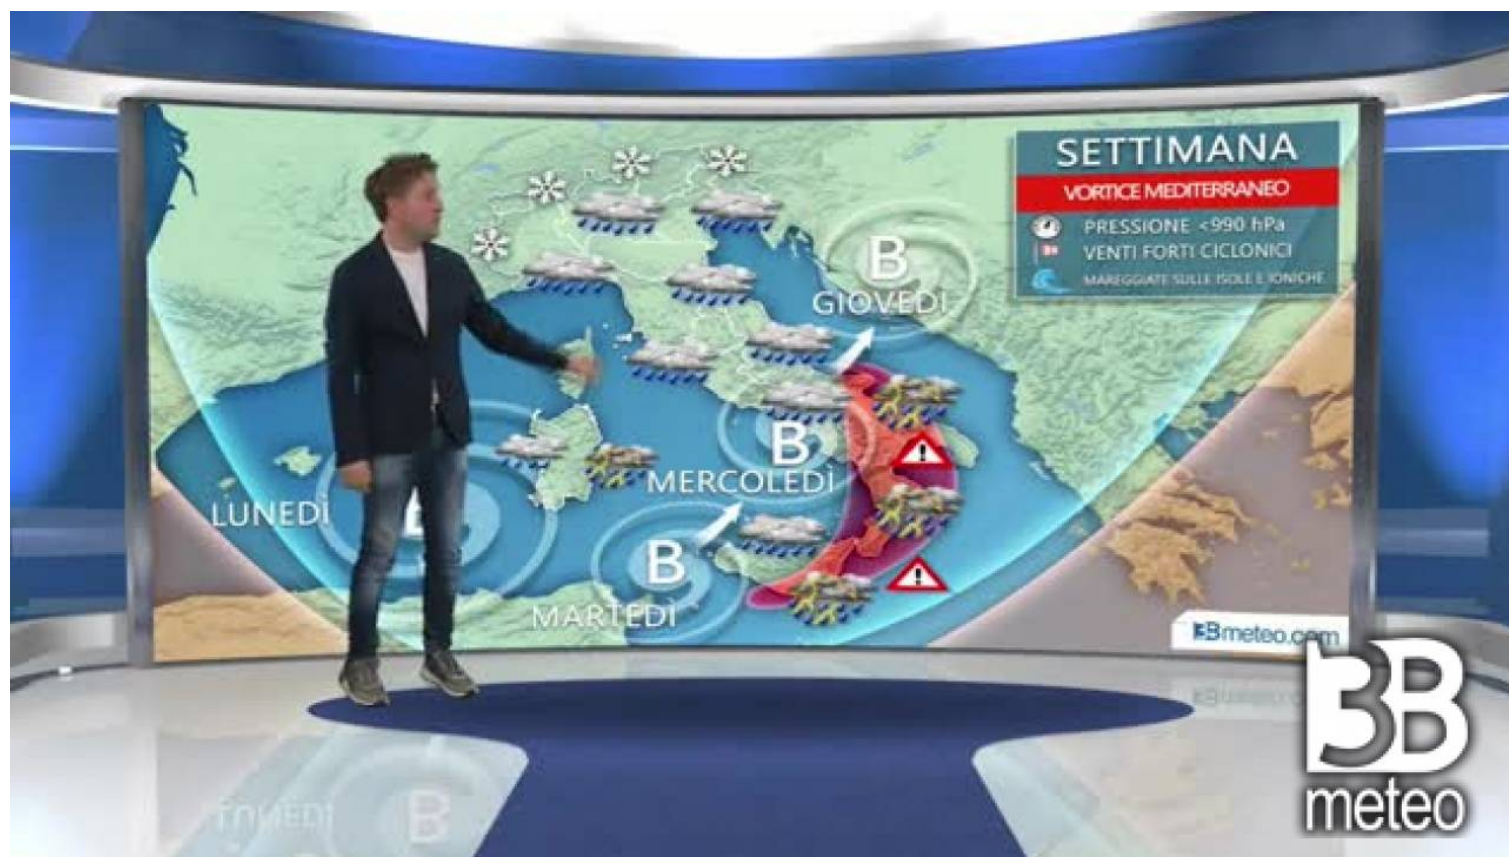 SETTIMANA
VORTICE MEDITERRANEO
PRESSIONE <990 hPa
VENTI FORTI CICLONICI
MAREGGIATE SULLE ISOLE E IONICHE
B
GIOVEDÌ
B
MERCOLEDÌ
LUNEDÌ
B
MARTEDÌ
3Bmeteo.com
3B
meteo